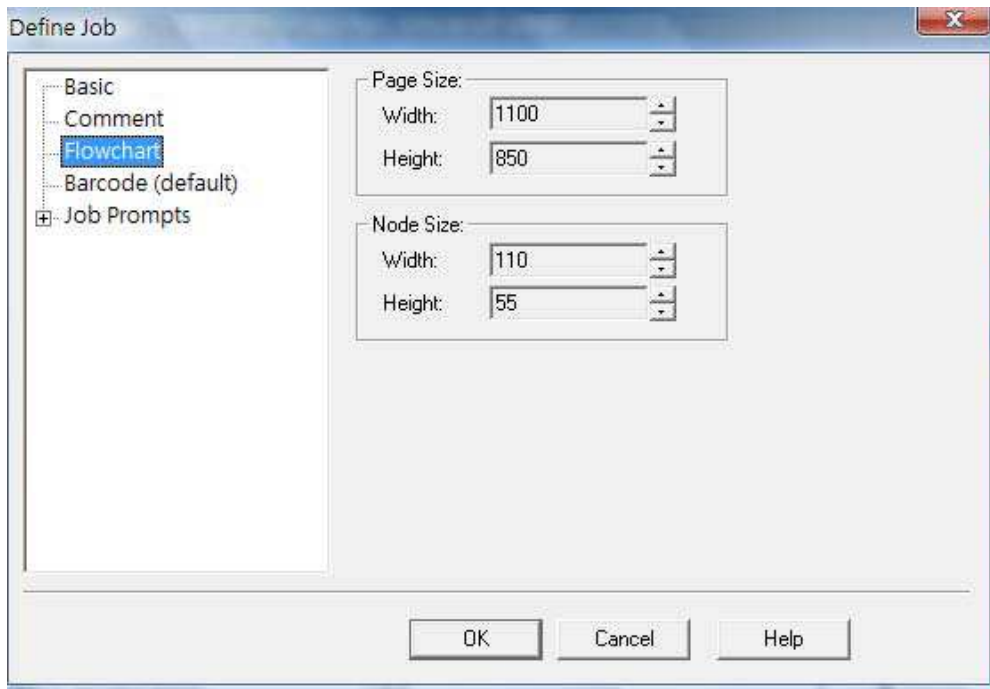 Define Job
Basic
Comment
Flowchart
Barcode (default)
Job Prompts
Page Size:
Width: 1100
Height: 850
Node Size:
Width: 110
Height: 55
OK Cancel Help